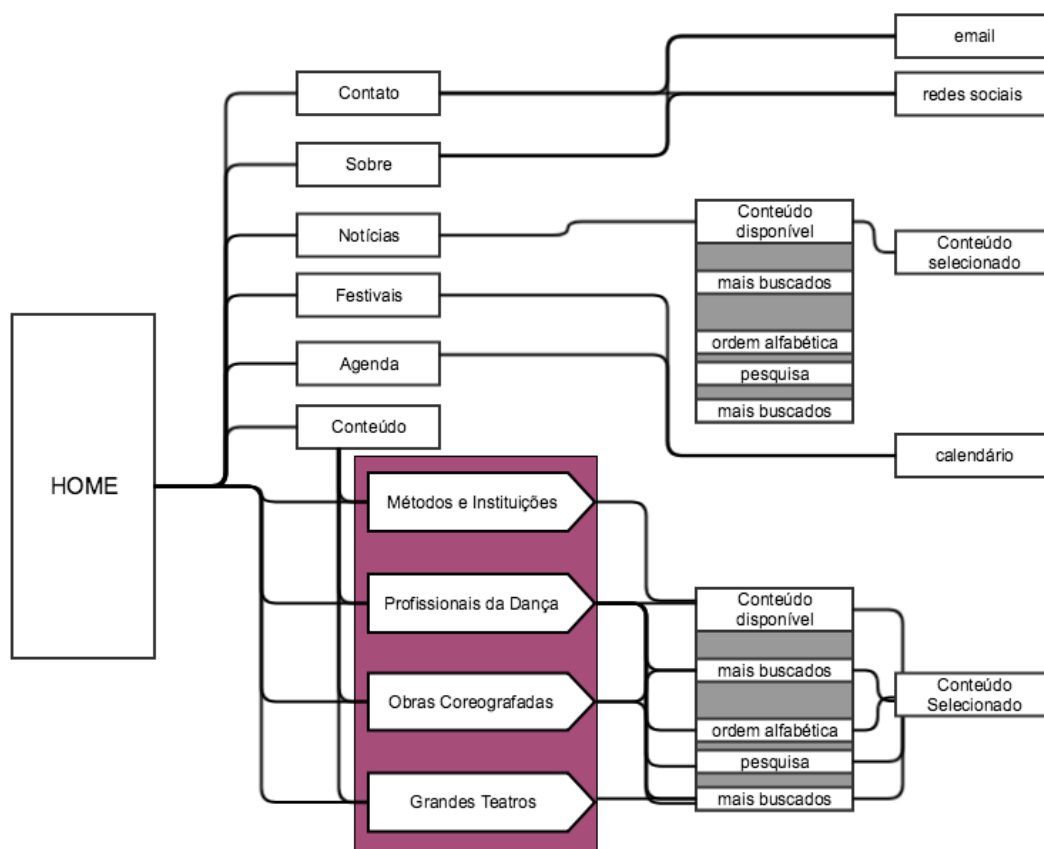 email
Contato
redes sociais
Sobre
Notícias
Conteúdo
disponível
Conteúdo
selecionado
mais buscados
Festivais
ordem alfabética
Agenda
pesquisa
mais buscados
Conteúdo
calendário
HOME
Métodos e Instituições
Profissionais da Dança
Conteúdo
disponível
mais buscados
Obras Coreografadas
Conteúdo
Selecionado
ordem alfabética
pesquisa
Grandes Teatros
mais buscados